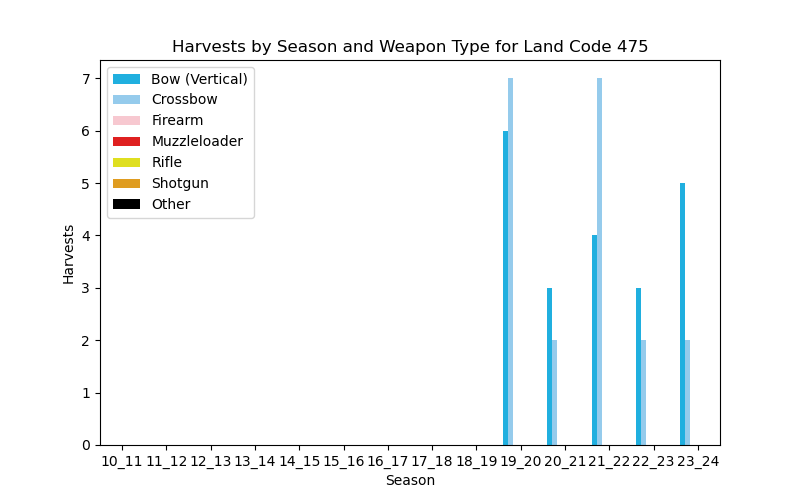 Harvests by Season and Weapon Type for Land Code 475
Bow (Vertical)
Crossbow
Firearm
Muzzleloader
Rifle
Shotgun
Other
7
6
5
4
3
2
1
0
Harvests
10_11 11_12 12_13 13_14 14_15 15_16 16_17 17_18 18_19 19_20 20_21 21_22 22_23 23_24
Season